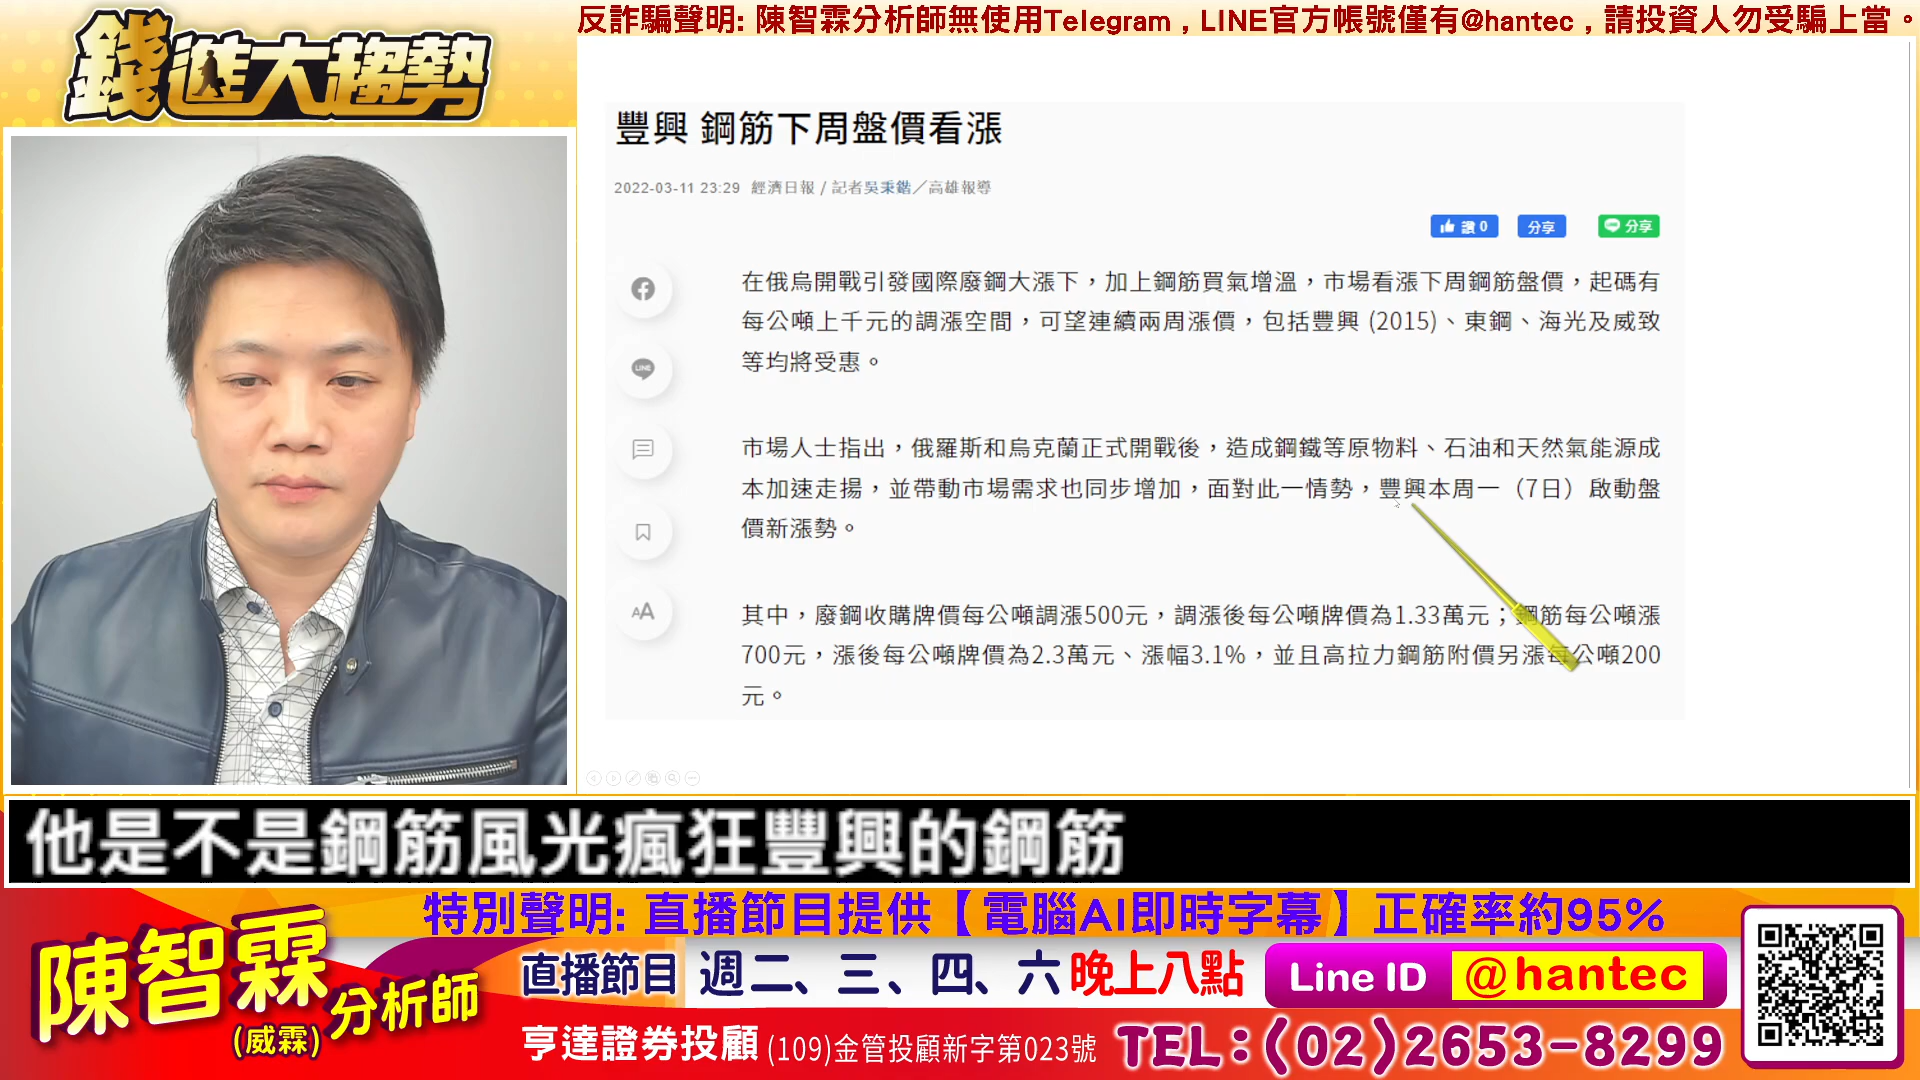 反詐騙聲明: 陳智霖分析師無使用Telegram , LINE官方帳號僅有@hantec , 請投資人勿受騙上當。
錢進大趨勢
豐興 鋼筋下周盤價看漲
2022-03-11 23:29 經濟日報 / 記者吳秉鍇／高雄報導
讚 0 分享 分享
在俄烏開戰引發國際廢鋼大漲下，加上鋼筋買氣增溫，市場看漲下周鋼筋盤價，起碼有
每公噸上千元的調漲空間，可望連續兩周漲價，包括豐興 (2015)、東鋼、海光及威致
等均將受惠。
LINE
市場人士指出，俄羅斯和烏克蘭正式開戰後，造成鋼鐵等原物料、石油和天然氣能源成
本加速走揚，並帶動市場需求也同步增加，面對此一情勢，豐興本周一（7日）啟動盤
價新漲勢。
AA
其中，廢鋼收購牌價每公噸調漲500元，調漲後每公噸牌價為1.33萬元；鋼筋每公噸漲
700元，漲後每公噸牌價為2.3萬元、漲幅3.1%，並且高拉力鋼筋附價另漲每公噸200
元。
他是不是鋼筋風光瘋狂豐興的鋼筋
特別聲明: 直播節目提供【電腦AI即時字幕】正確率約95%
陳智霖分析師
(威霖)
直播節目 週二、三、四、六晚上八點
Line ID @hantec
亨達證券投顧(109)金管投顧新字第023號 TEL:(02)2653-8299